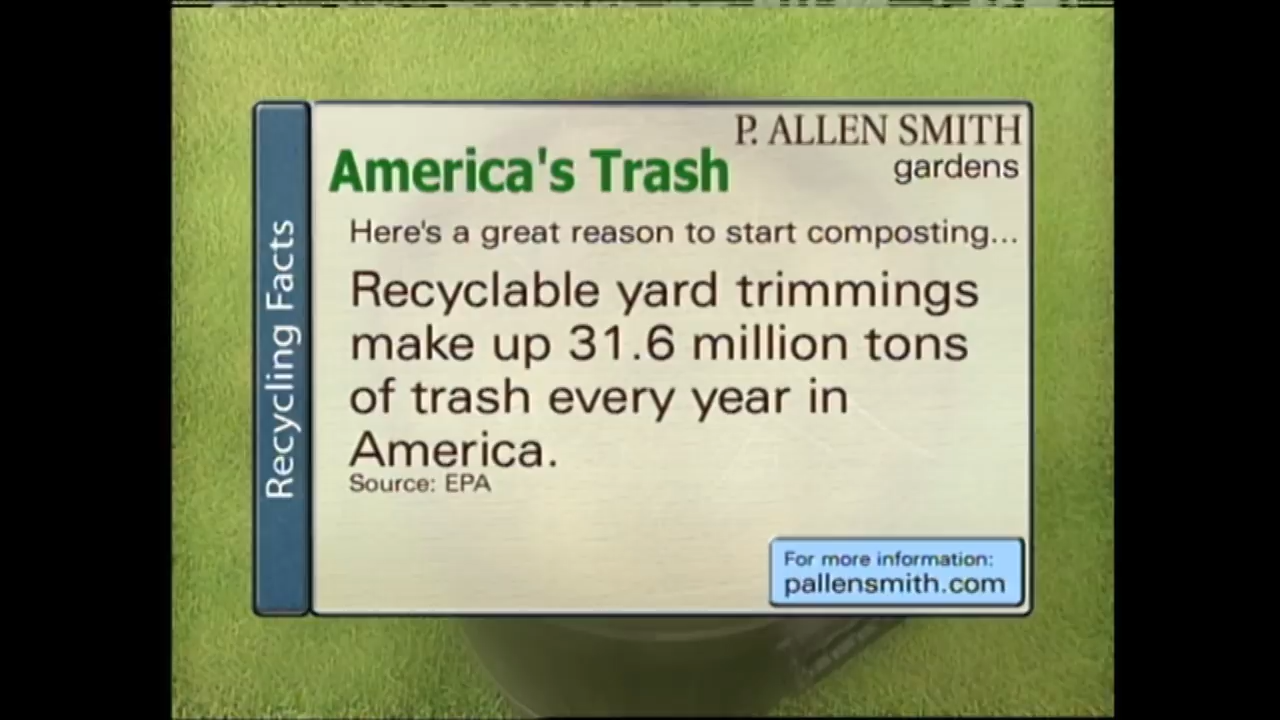 P. ALLEN SMITH
gardens
America's Trash
Here's a great reason to start composting...
Recyclable yard trimmings
make up 31.6 million tons
of trash every year in
America.
Source: EPA
Recycling Facts
For more information:
pallensmith.com